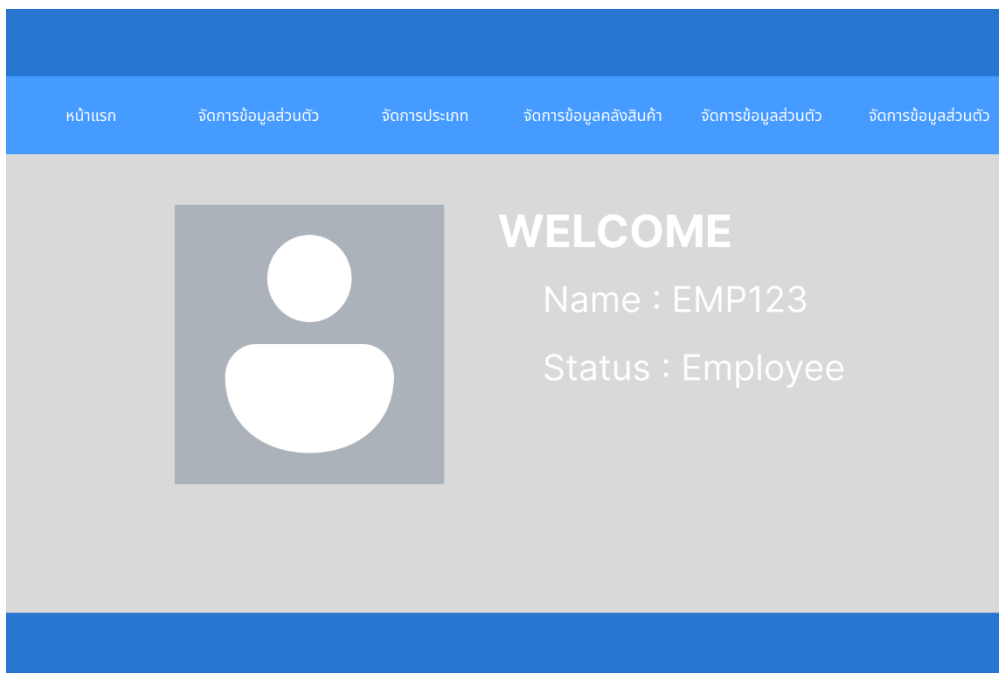 หน้าแรก จัดการข้อมูลส่วนตัว จัดการประเภท จัดการข้อมูลคลังสินค้า จัดการข้อมูลส่วนตัว จัดการข้อมูลส่วนตัว
WELCOME
Name : EMP123
Status : Employee